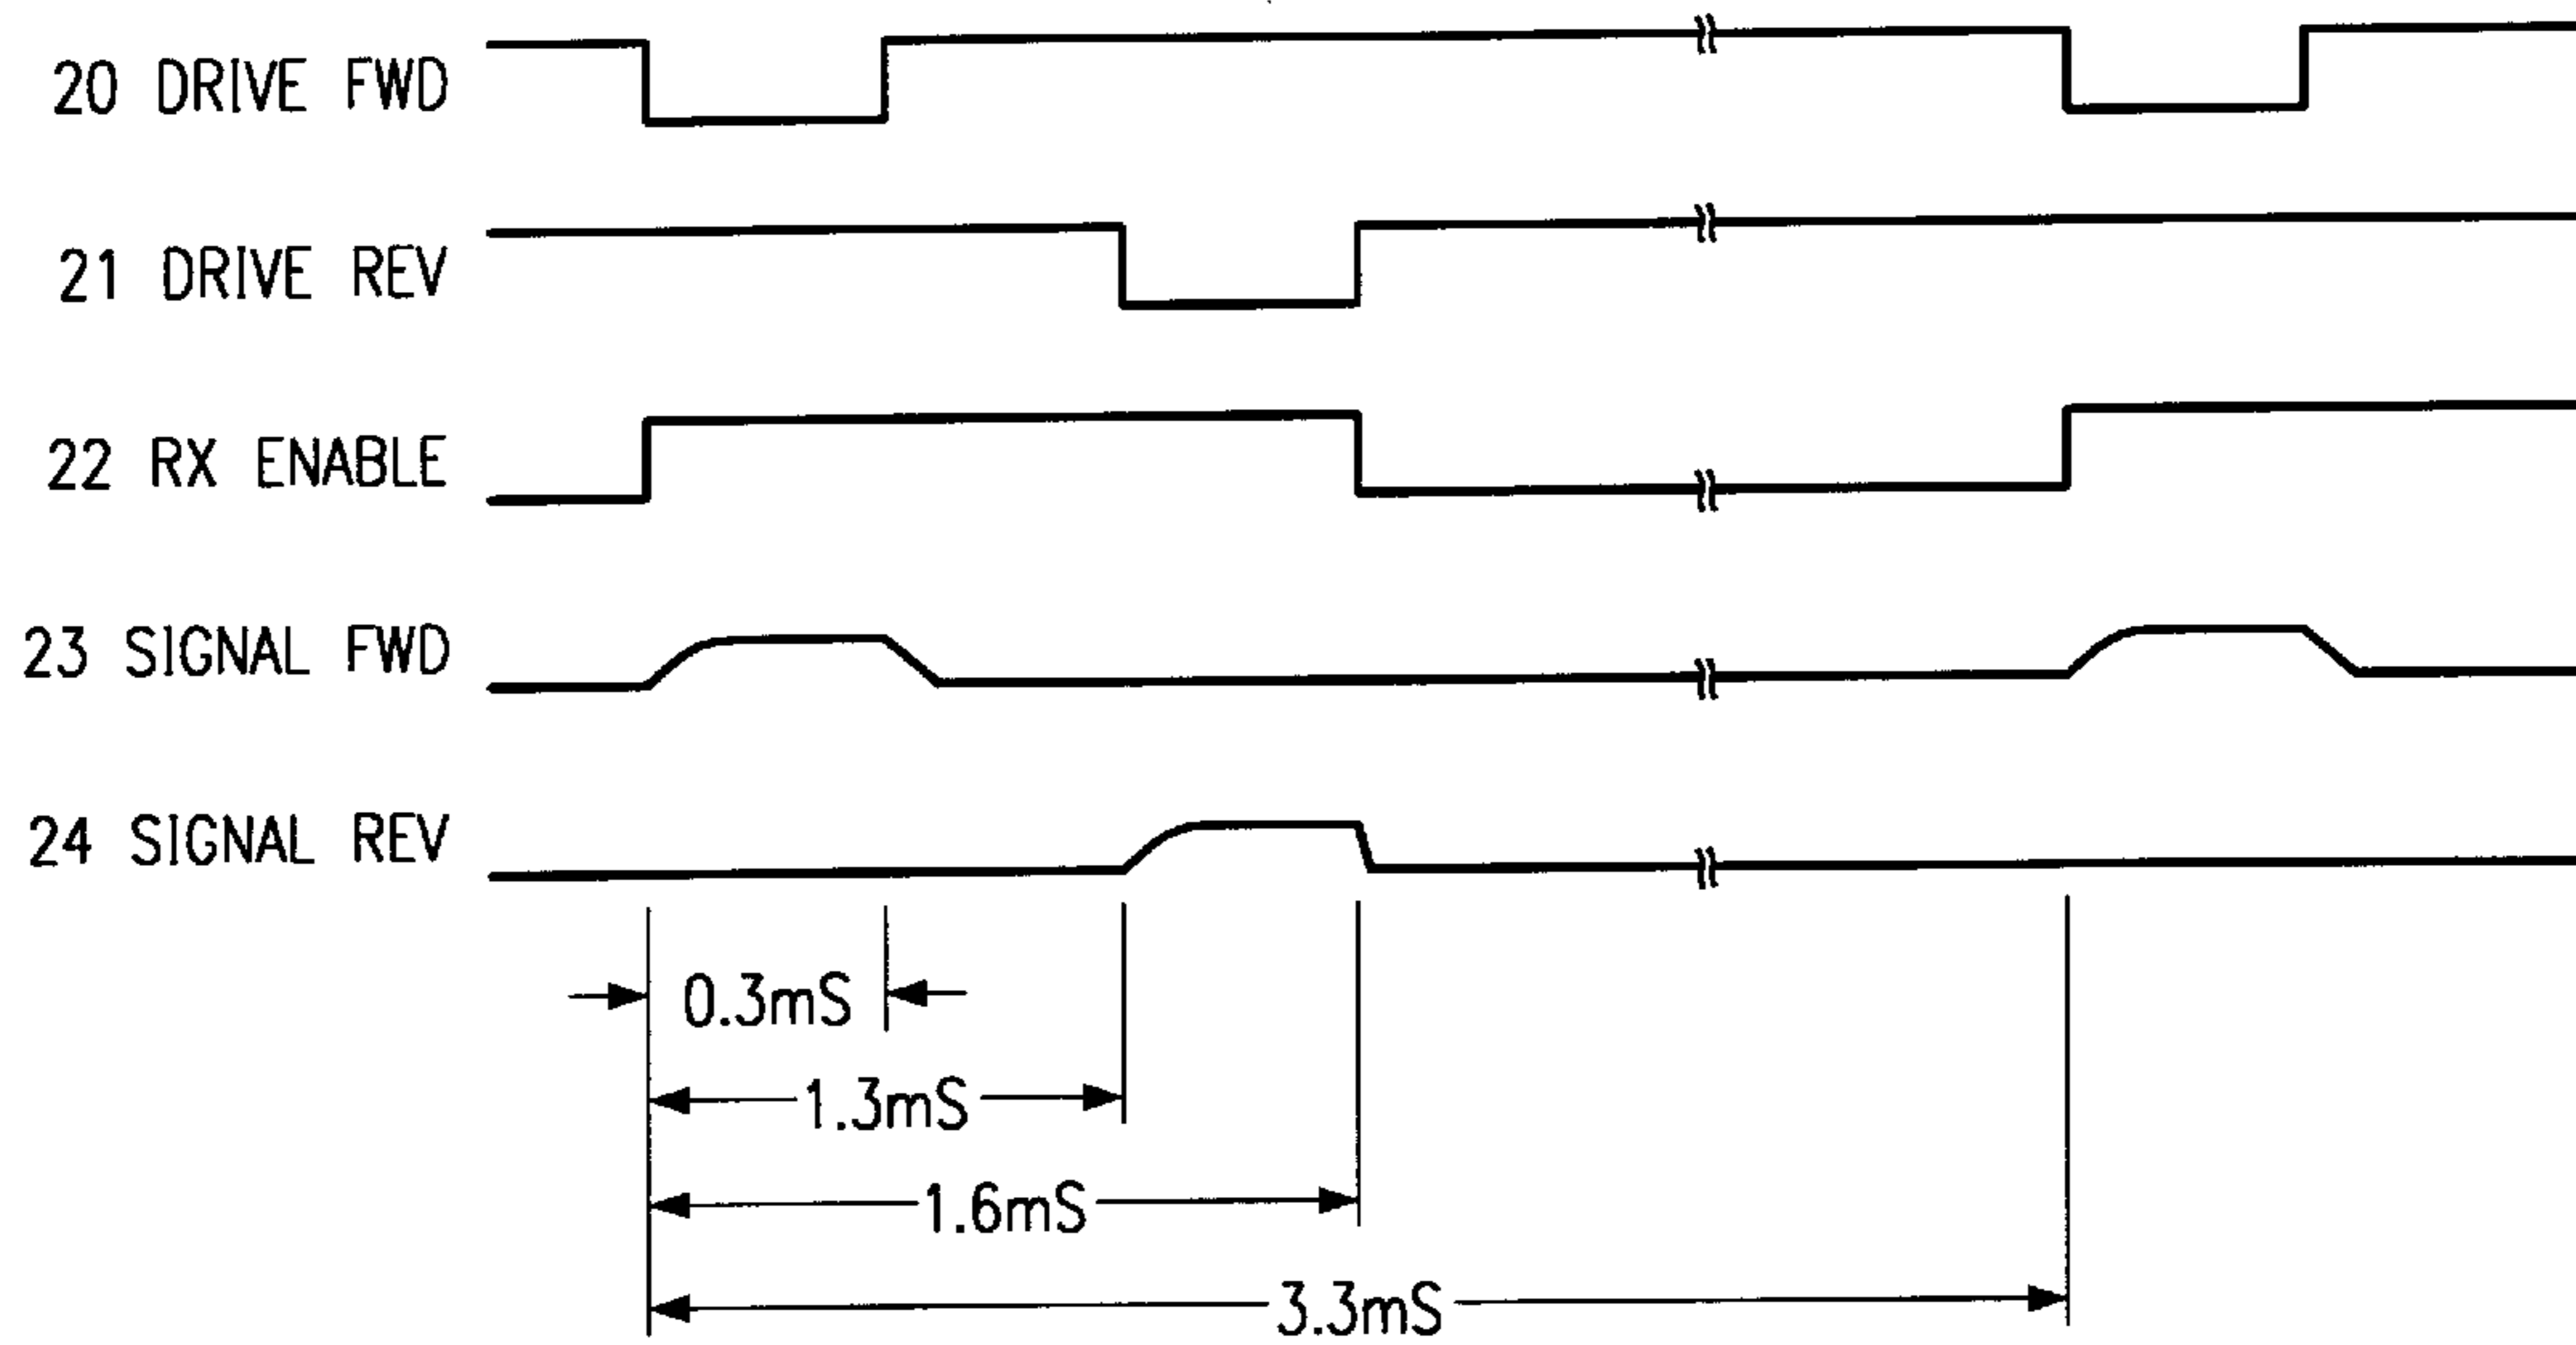 20 DRIVE FWD
21 DRIVE REV
22 RX ENABLE
23 SIGNAL FWD
24 SIGNAL REV
0.3mS
1.3mS
1.6mS
3.3mS